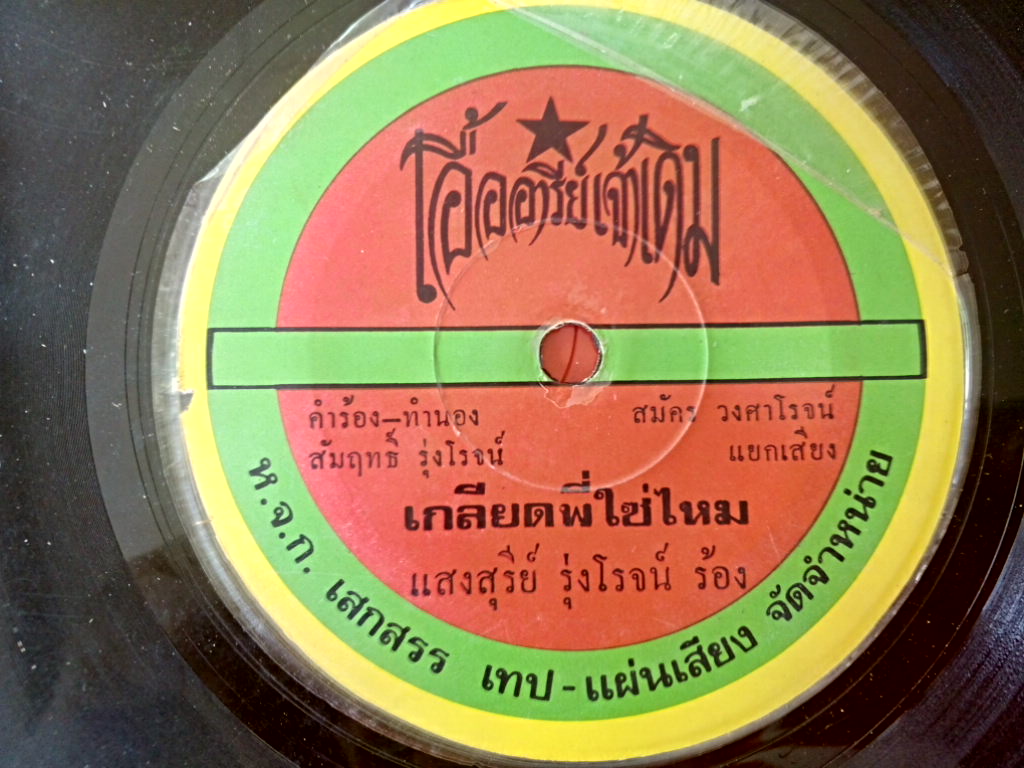 โอื้ออารีย์เจ้าเดิม
คำร้อง-ทำนอง
สัมฤทธิ์ รุ่งโรจน์
สมัคร วงศาโรจน์
แยกเสียง
เกลียดพี่ใช่ไหม
แสงสุรีย์ รุ่งโรจน์ ร้อง
ห.จ.ก. เสกสรร เทป-แผ่นเสียง จัดจำหน่าย